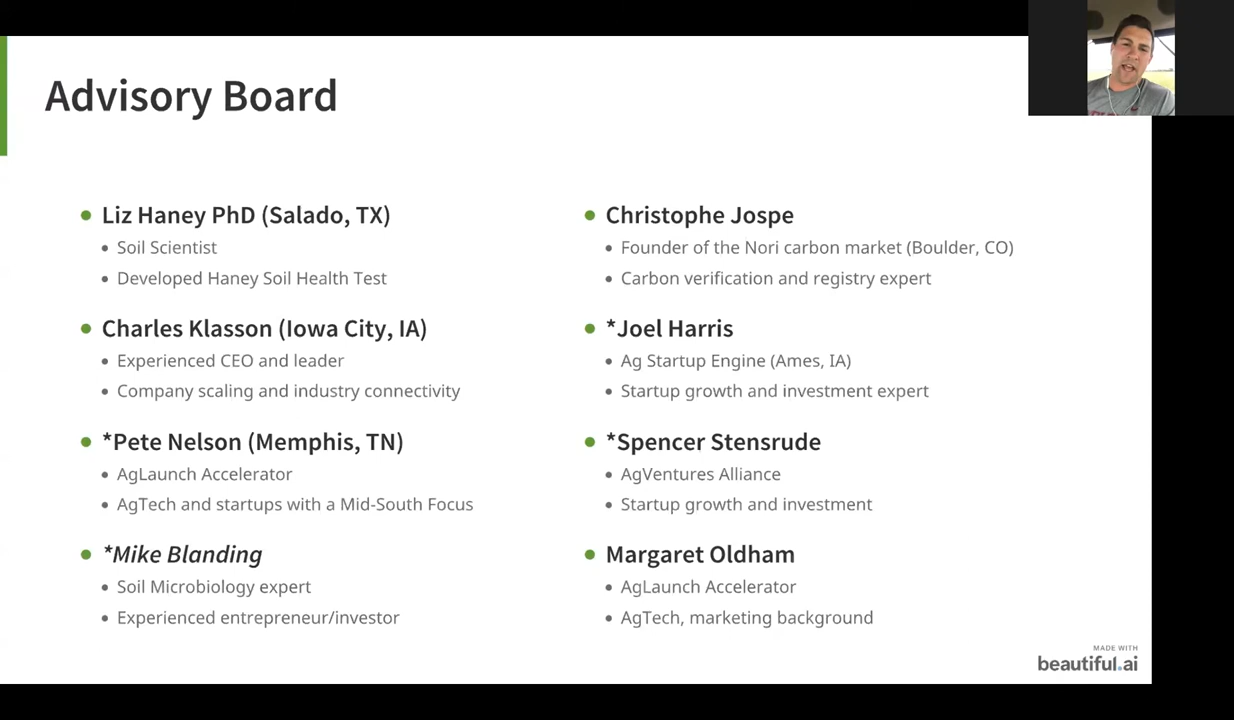 Advisory Board
Liz Haney PhD (Salado, TX)
Soil Scientist
Developed Haney Soil Health Test
Charles Klasson (Iowa City, IA)
Experienced CEO and leader
Company scaling and industry connectivity
*Pete Nelson (Memphis, TN)
AgLaunch Accelerator
AgTech and startups with a Mid-South Focus
*Mike Blanding
Soil Microbiology expert
Experienced entrepreneur/investor
Christophe Jospe
Founder of the Nori carbon market (Boulder, CO)
Carbon verification and registry expert
*Joel Harris
Ag Startup Engine (Ames, IA)
Startup growth and investment expert
*Spencer Stensrude
AgVentures Alliance
Startup growth and investment
Margaret Oldham
AgLaunch Accelerator
AgTech, marketing background
MADE WITH
beautiful.ai